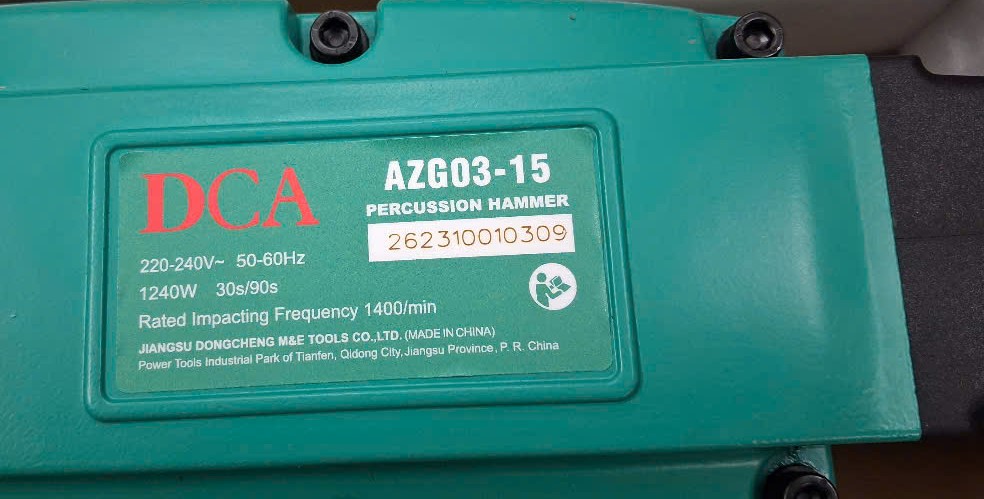 DCA
AZG03-15
PERCUSSION HAMMER
262310010309
220-240V~ 50-60Hz
1240W 30s/90s
Rated Impacting Frequency 1400/min
JIANGSU DONGCHENG M&E TOOLS CO.,LTD. (MADE IN CHINA)
Power Tools Industrial Park of Tianfen, Qidong City, Jiangsu Province, P. R. China